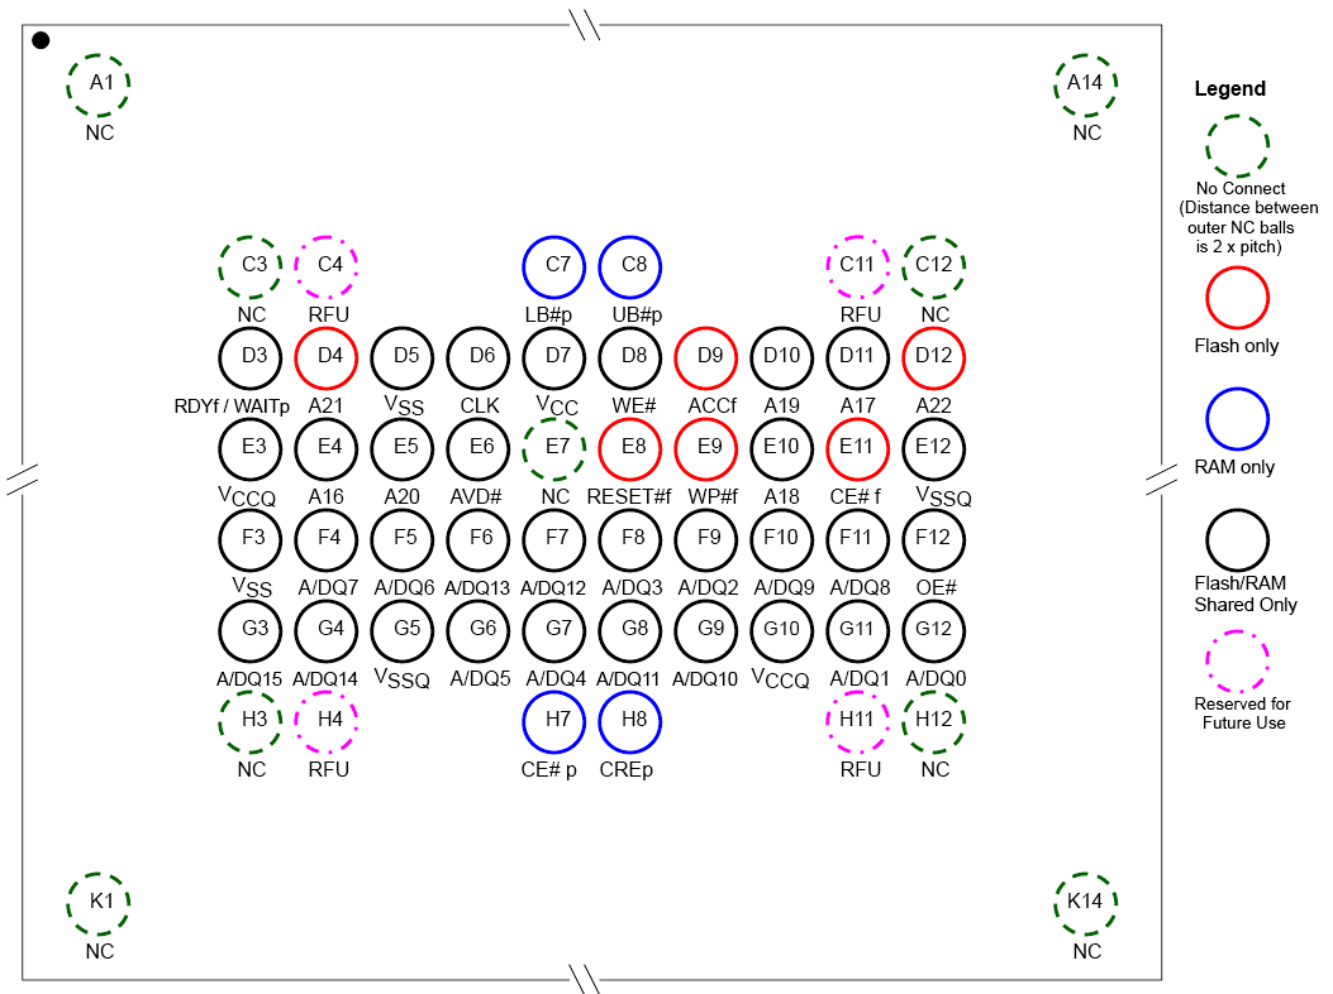 A1 A14
NC NC
C3 C4 C7 C8 C11 C12
NC RFU LB#p UB#p RFU NC
D3 D4 D5 D6 D7 D8 D9 D10 D11 D12
RDYf / WAITp A21 VSS CLK VCC WE# ACCf A19 A17 A22
E3 E4 E5 E6 E7 E8 E9 E10 E11 E12
VCCQ A16 A20 AVD# NC RESET#f WP#f A18 CE# f VSSQ
F3 F4 F5 F6 F7 F8 F9 F10 F11 F12
VSS A/DQ7 A/DQ6 A/DQ13 A/DQ12 A/DQ3 A/DQ2 A/DQ9 A/DQ8 OE#
G3 G4 G5 G6 G7 G8 G9 G10 G11 G12
A/DQ15 A/DQ14 VSSQ A/DQ5 A/DQ4 A/DQ11 A/DQ10 VCCQ A/DQ1 A/DQ0
H3 H4 H7 H8 H11 H12
NC RFU CE# p CREp RFU NC
K1 K14
NC NC
Legend
No Connect
(Distance between
outer NC balls
is 2 x pitch)
Flash only
RAM only
Flash/RAM
Shared Only
Reserved for
Future Use